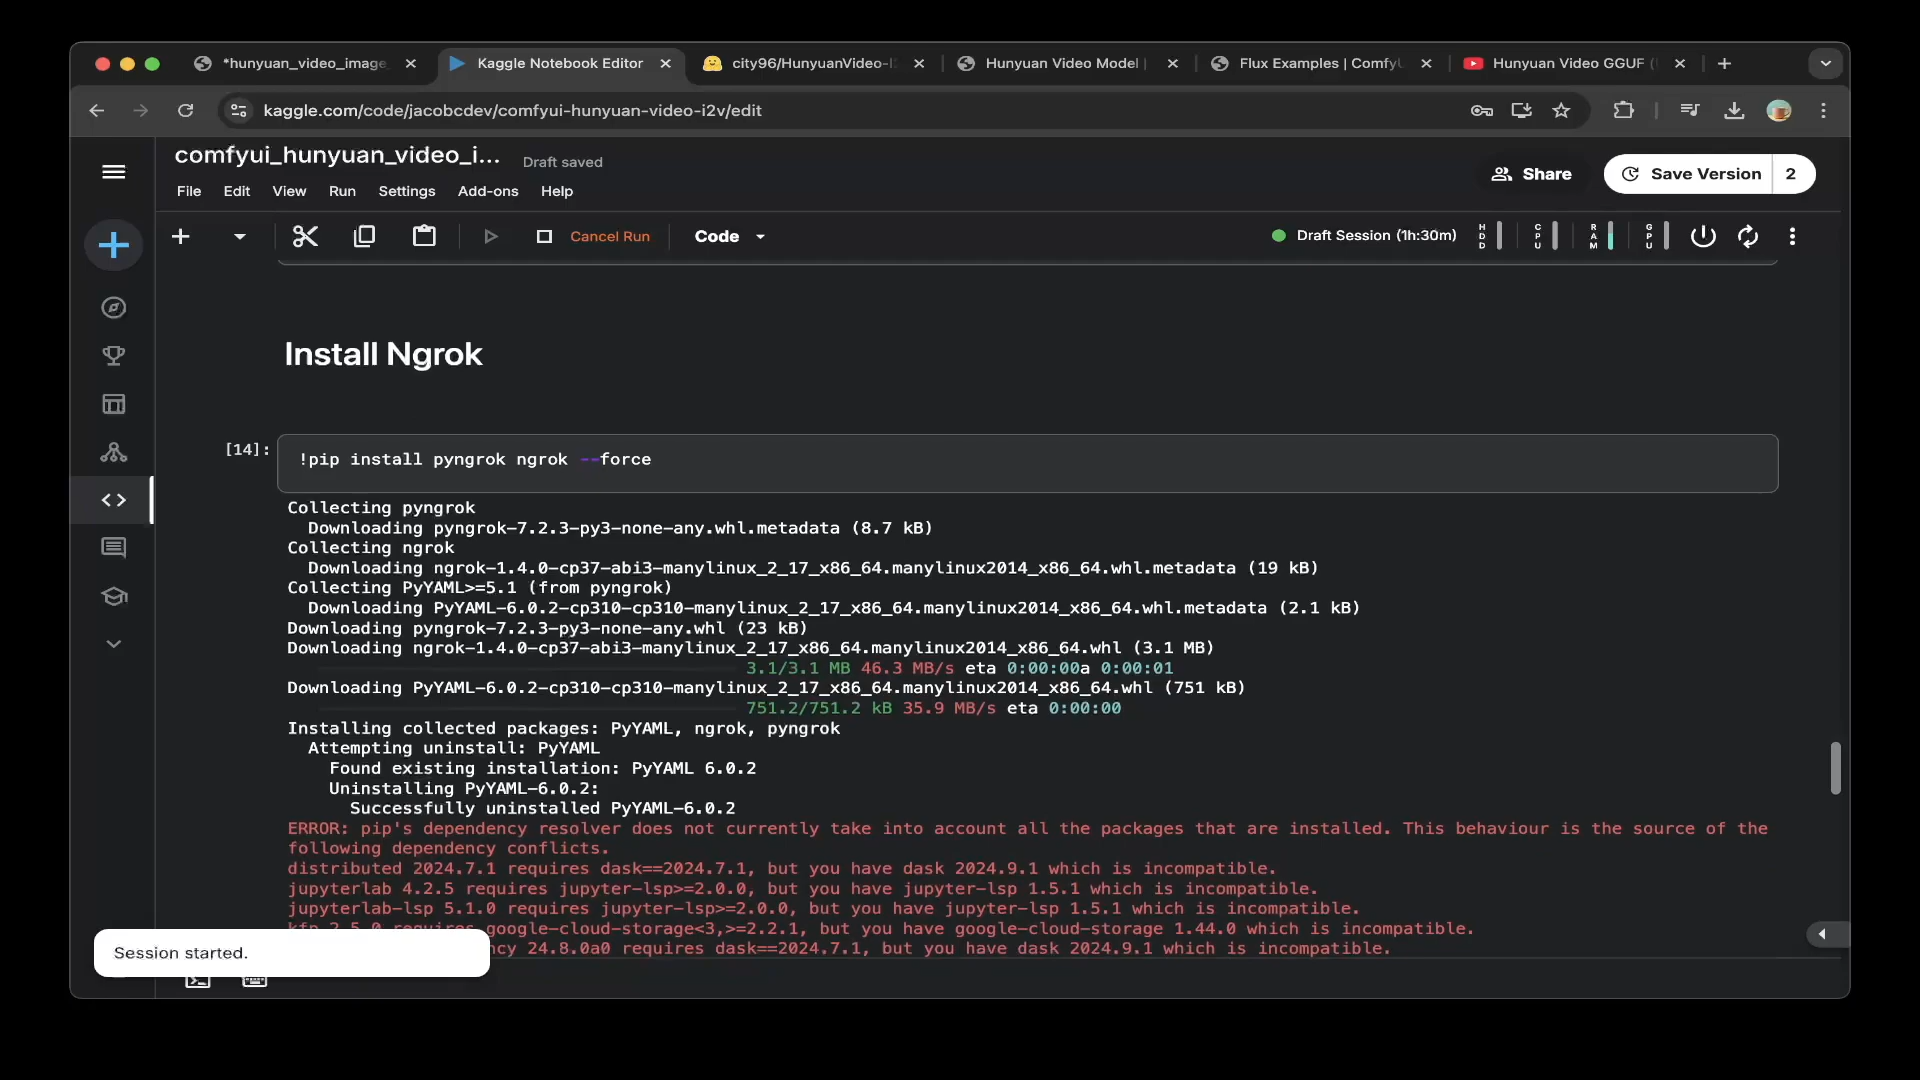 *hunyuan_video_image
Kaggle Notebook Editor
city96/HunyuanVideo-I
Hunyuan Video Model |
Flux Examples | ComfyU
Hunyuan Video GGUF (
kaggle.com/code/jacobcdev/comfyui-hunyuan-video-i2v/edit
comfyui_hunyuan_video_i...
Draft saved
Share
Save Version
2
File Edit View Run Settings Add-ons Help
Cancel Run
Code
Draft Session (1h:30m)
HDD
CPU
RAM
GPU
Install Ngrok
[14]:
!pip install pyngrok ngrok --force
Collecting pyngrok
Downloading pyngrok-7.2.3-py3-none-any.whl.metadata (8.7 kB)
Collecting ngrok
Downloading ngrok-1.4.0-cp37-abi3-manylinux_2_17_x86_64.manylinux2014_x86_64.whl.metadata (19 kB)
Collecting PyYAML>=5.1 (from pyngrok)
Downloading PyYAML-6.0.2-cp310-cp310-manylinux_2_17_x86_64.manylinux2014_x86_64.whl.metadata (2.1 kB)
Downloading pyngrok-7.2.3-py3-none-any.whl (23 kB)
Downloading ngrok-1.4.0-cp37-abi3-manylinux_2_17_x86_64.manylinux2014_x86_64.whl (3.1 MB)
3.1/3.1 MB 46.3 MB/s eta 0:00:00a 0:00:01
Downloading PyYAML-6.0.2-cp310-cp310-manylinux_2_17_x86_64.manylinux2014_x86_64.whl (751 kB)
751.2/751.2 kB 35.9 MB/s eta 0:00:00
Installing collected packages: PyYAML, ngrok, pyngrok
Attempting uninstall: PyYAML
Found existing installation: PyYAML 6.0.2
Uninstalling PyYAML-6.0.2:
Successfully uninstalled PyYAML-6.0.2
ERROR: pip's dependency resolver does not currently take into account all the packages that are installed. This behaviour is the source of the
following dependency conflicts.
distributed 2024.7.1 requires dask==2024.7.1, but you have dask 2024.9.1 which is incompatible.
jupyterlab 4.2.5 requires jupyter-lsp>=2.0.0, but you have jupyter-lsp 1.5.1 which is incompatible.
jupyterlab-lsp 5.1.0 requires jupyter-lsp>=2.0.0, but you have jupyter-lsp 1.5.1 which is incompatible.
kfp 2.5.0 requires google-cloud-storage<3,>=2.2.1, but you have google-cloud-storage 1.44.0 which is incompatible.
ncy 24.8.0a0 requires dask==2024.7.1, but you have dask 2024.9.1 which is incompatible.
Session started.